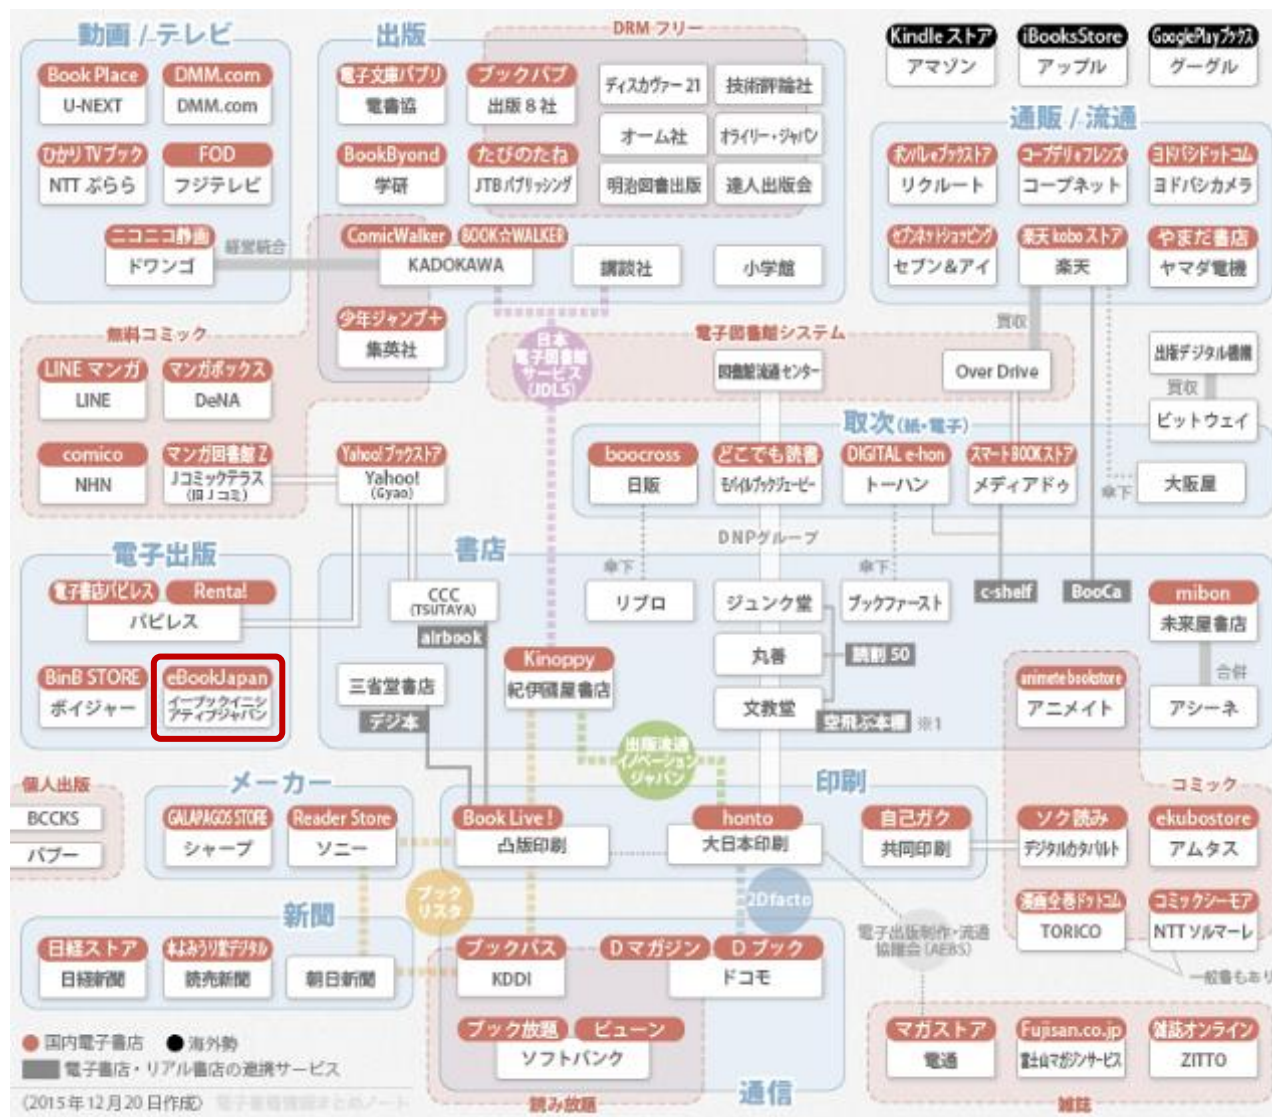 動画 / テレビ
Book Place
U-NEXT
DMM.com
DMM.com
ひかりTVブック
NTT ぷらら
FOD
フジテレビ
ニコニコ静画
ドワンゴ
経営統合
出版
DRM フリー
電子文庫パブリ
電書協
ブックパブ
出版 8 社
ディスカヴァー 21
技術評論社
オーム社
オライリー・ジャパン
BookByond
学研
たびのたね
JTBパブリッシング
明治図書出版
達人出版会
ComicWalker
BOOK☆WALKER
KADOKAWA
講談社
小学館
少年ジャンプ＋
集英社
Kindle ストア
アマゾン
iBooksStore
アップル
GooglePlayブックス
グーグル
通販 / 流通
ポンパレeブックストア
リクルート
コープデリeフレンズ
コープネット
ヨドバシドットコム
ヨドバシカメラ
セブンネットショッピング
セブン&アイ
楽天 kobo ストア
楽天
やまだ書店
ヤマダ電機
無料コミック
LINE マンガ
LINE
マンガボックス
DeNA
comico
NHN
マンガ図書館 Z
Jコミックテラス
(旧Jコミ)
日本
電子図書館
サービス
(JDLS)
電子図書館システム
図書館流通センター
買収
Over Drive
出版デジタル機構
買収
ビットウェイ
取次(紙・電子)
Yahoo!ブックストア
Yahoo!
(Gyao)
boocross
日販
どこでも読書
モバイルブックジェーピー
DIGITAL e-hon
トーハン
スマートBOOKストア
メディアドゥ
傘下
大阪屋
DNPグループ
電子出版
電子書店パピレス
Renta!
パピレス
BinB STORE
ボイジャー
eBookJapan
イーブックイニシ
アティブジャパン
書店
CCC
(TSUTAYA)
airbook
傘下
リブロ
ジュンク堂
傘下
ブックファースト
c-shelf
BooCa
mibon
未来屋書店
三省堂書店
デジ本
Kinoppy
紀伊國屋書店
丸善
読割 50
文教堂
空飛ぶ本棚
※1
animete bookstore
アニメイト
合併
アシーネ
出版流通
イノベーション
ジャパン
個人出版
BCCKS
パブー
メーカー
GALAPAGOS STORE
シャープ
Reader Store
ソニー
印刷
Book Live !
凸版印刷
honto
大日本印刷
自己ガク
共同印刷
コミック
ソク読み
デジタルカタパルト
ekubostore
アムタス
漫画全巻ドットコム
TORICO
コミックシーモア
NTT ソルマーレ
一般書もあり
ブック
リスタ
2Dfacto
電子出版制作・流通
協議会 (AEBS)
新聞
日経ストア
日経新聞
本よみうり堂デジタル
読売新聞
朝日新聞
ブックパス
KDDI
Dマガジン
D ブック
ドコモ
ブック放題
ビューン
ソフトバンク
通信
読み放題
マガストア
電通
Fujisan.co.jp
富士山マガジンサービス
雑誌オンライン
ZITTO
雑誌
国内電子書店
海外勢
電子書店・リアル書店の連携サービス
(2015年12月20日作成) 電子書籍情報まとめノート